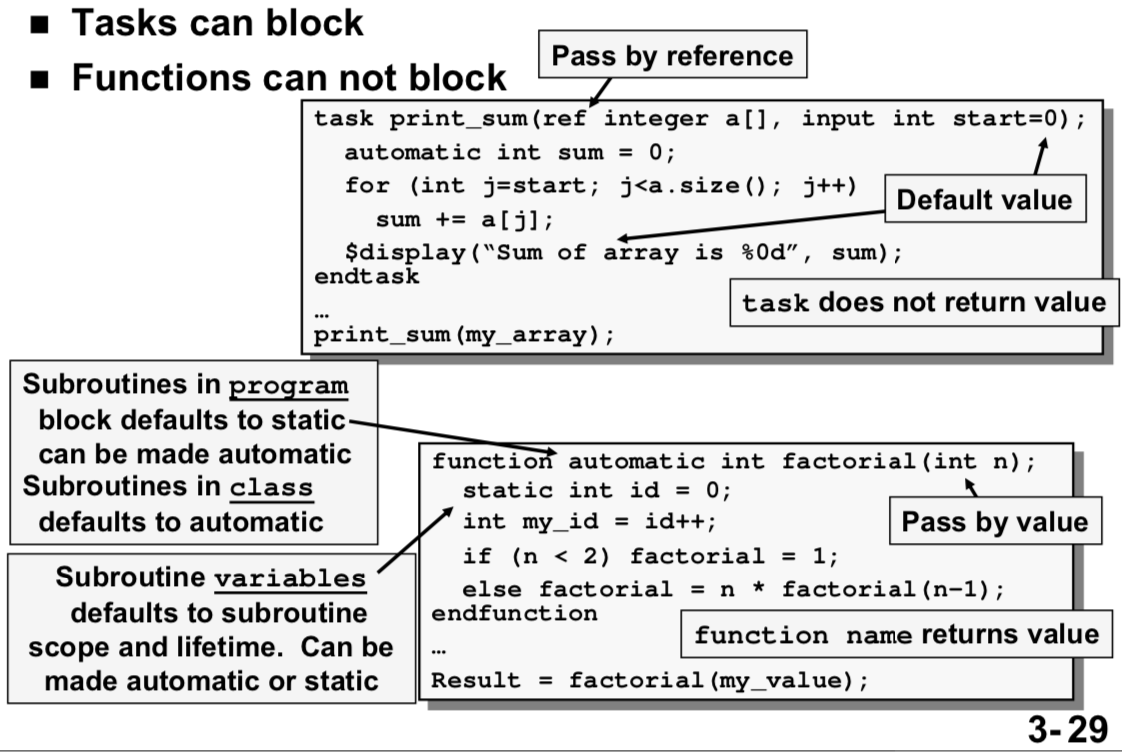 ■ Tasks can block
■ Functions can not block
Pass by reference
task print_sum(ref integer a[], input int start=0);
automatic int sum = 0;
for (int j=start; j<a.size(); j++)
Default value
sum += a[j];
$display(“Sum of array is %0d”, sum);
endtask
task does not return value
…
print_sum(my_array);
Subroutines in program
block defaults to static
can be made automatic
Subroutines in class
defaults to automatic
function automatic int factorial(int n);
static int id = 0;
int my_id = id++;
Pass by value
if (n < 2) factorial = 1;
else factorial = n * factorial(n-1);
endfunction
function name returns value
…
Result = factorial(my_value);
Subroutine variables
defaults to subroutine
scope and lifetime. Can be
made automatic or static
3-29